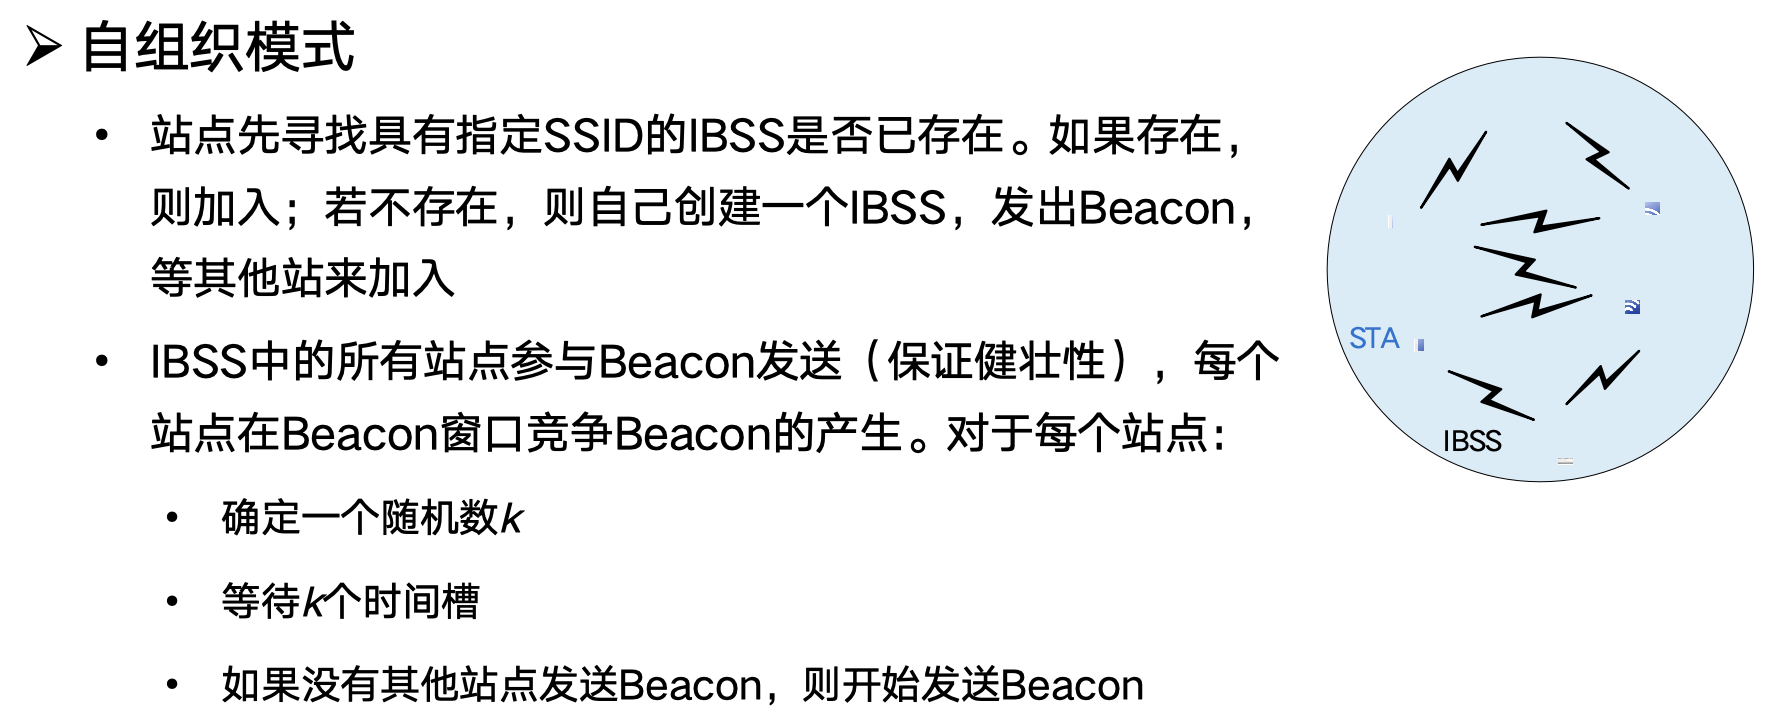 ➢ 自组织模式
• 站点先寻找具有指定SSID的IBSS是否已存在。如果存在，
则加入；若不存在，则自己创建一个IBSS，发出Beacon，
等其他站来加入
• IBSS中的所有站点参与Beacon发送（保证健壮性），每个
站点在Beacon窗口竞争Beacon的产生。对于每个站点：
• 确定一个随机数k
• 等待k个时间槽
• 如果没有其他站点发送Beacon，则开始发送Beacon
STA
IBSS